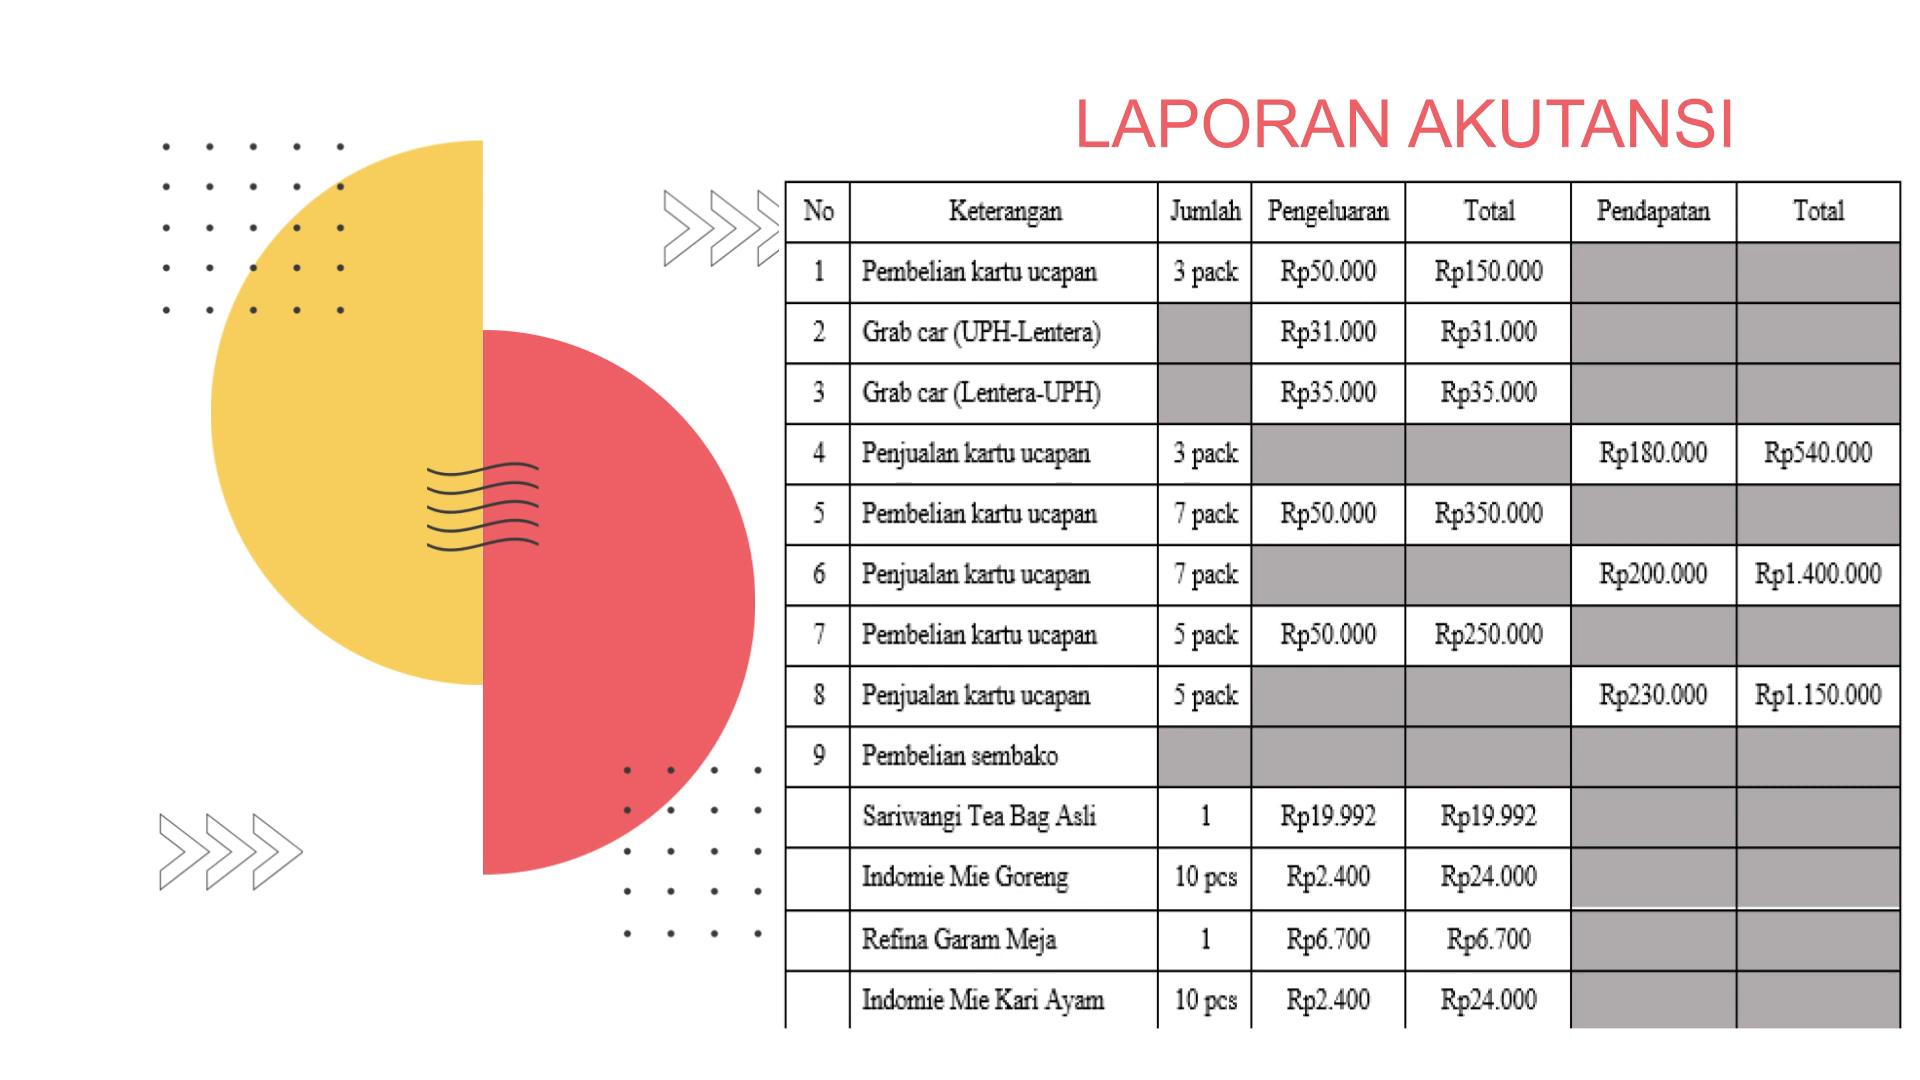 LAPORAN AKUTANSI
No Keterangan Jumlah Pengeluaran Total Pendapatan Total
1 Pembelian kartu ucapan 3 pack Rp50.000 Rp150.000
2 Grab car (UPH-Lentera) Rp31.000 Rp31.000
3 Grab car (Lentera-UPH) Rp35.000 Rp35.000
4 Penjualan kartu ucapan 3 pack Rp180.000 Rp540.000
5 Pembelian kartu ucapan 7 pack Rp50.000 Rp350.000
6 Penjualan kartu ucapan 7 pack Rp200.000 Rp1.400.000
7 Pembelian kartu ucapan 5 pack Rp50.000 Rp250.000
8 Penjualan kartu ucapan 5 pack Rp230.000 Rp1.150.000
9 Pembelian sembako
Sariwangi Tea Bag Asli 1 Rp19.992 Rp19.992
Indomie Mie Goreng 10 pcs Rp2.400 Rp24.000
Refina Garam Meja 1 Rp6.700 Rp6.700
Indomie Mie Kari Ayam 10 pcs Rp2.400 Rp24.000